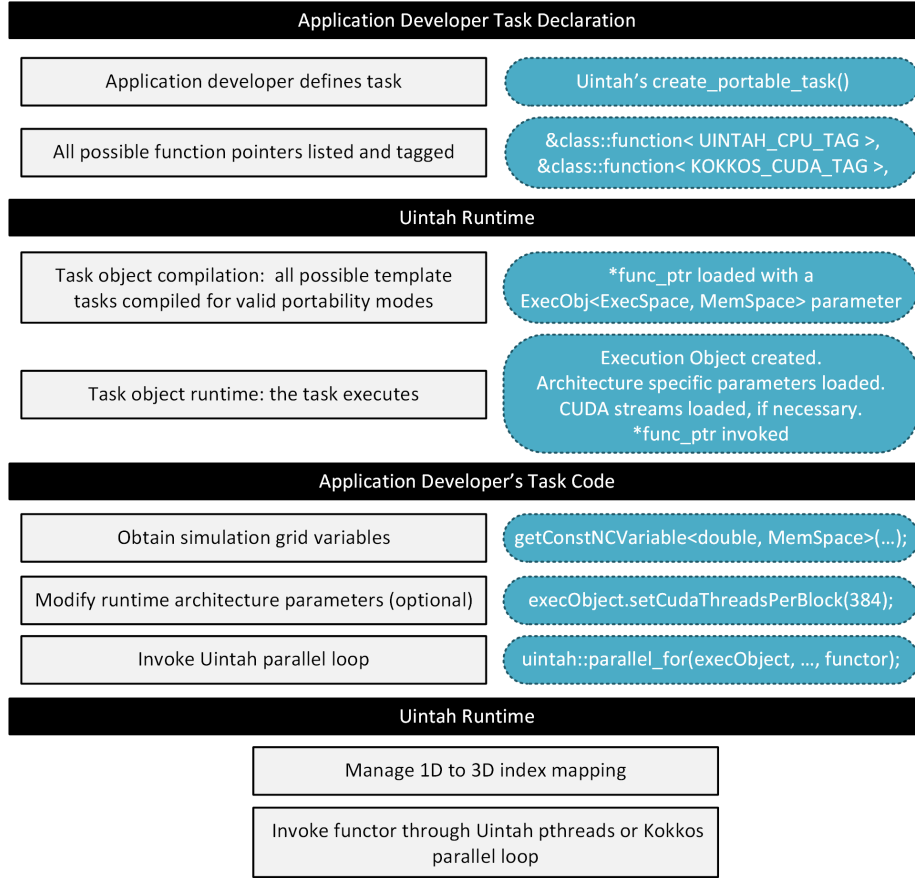 Application Developer Task Declaration
Application developer defines task
Uintah's create_portable_task()
All possible function pointers listed and tagged
&class::function< UINTAH_CPU_TAG >,
&class::function< KOKKOS_CUDA_TAG >,
Uintah Runtime
Task object compilation:  all possible template
tasks compiled for valid portability modes
*func_ptr loaded with a
ExecObj<ExecSpace, MemSpace> parameter
Task object runtime: the task executes
Execution Object created.
Architecture specific parameters loaded.
CUDA streams loaded, if necessary.
*func_ptr invoked
Application Developer's Task Code
Obtain simulation grid variables
getConstNCVariable<double, MemSpace>(…);
Modify runtime architecture parameters (optional)
execObject.setCudaThreadsPerBlock(384);
Invoke Uintah parallel loop
uintah::parallel_for(execObject, …, functor);
Uintah Runtime
Manage 1D to 3D index mapping
Invoke functor through Uintah pthreads or Kokkos
parallel loop